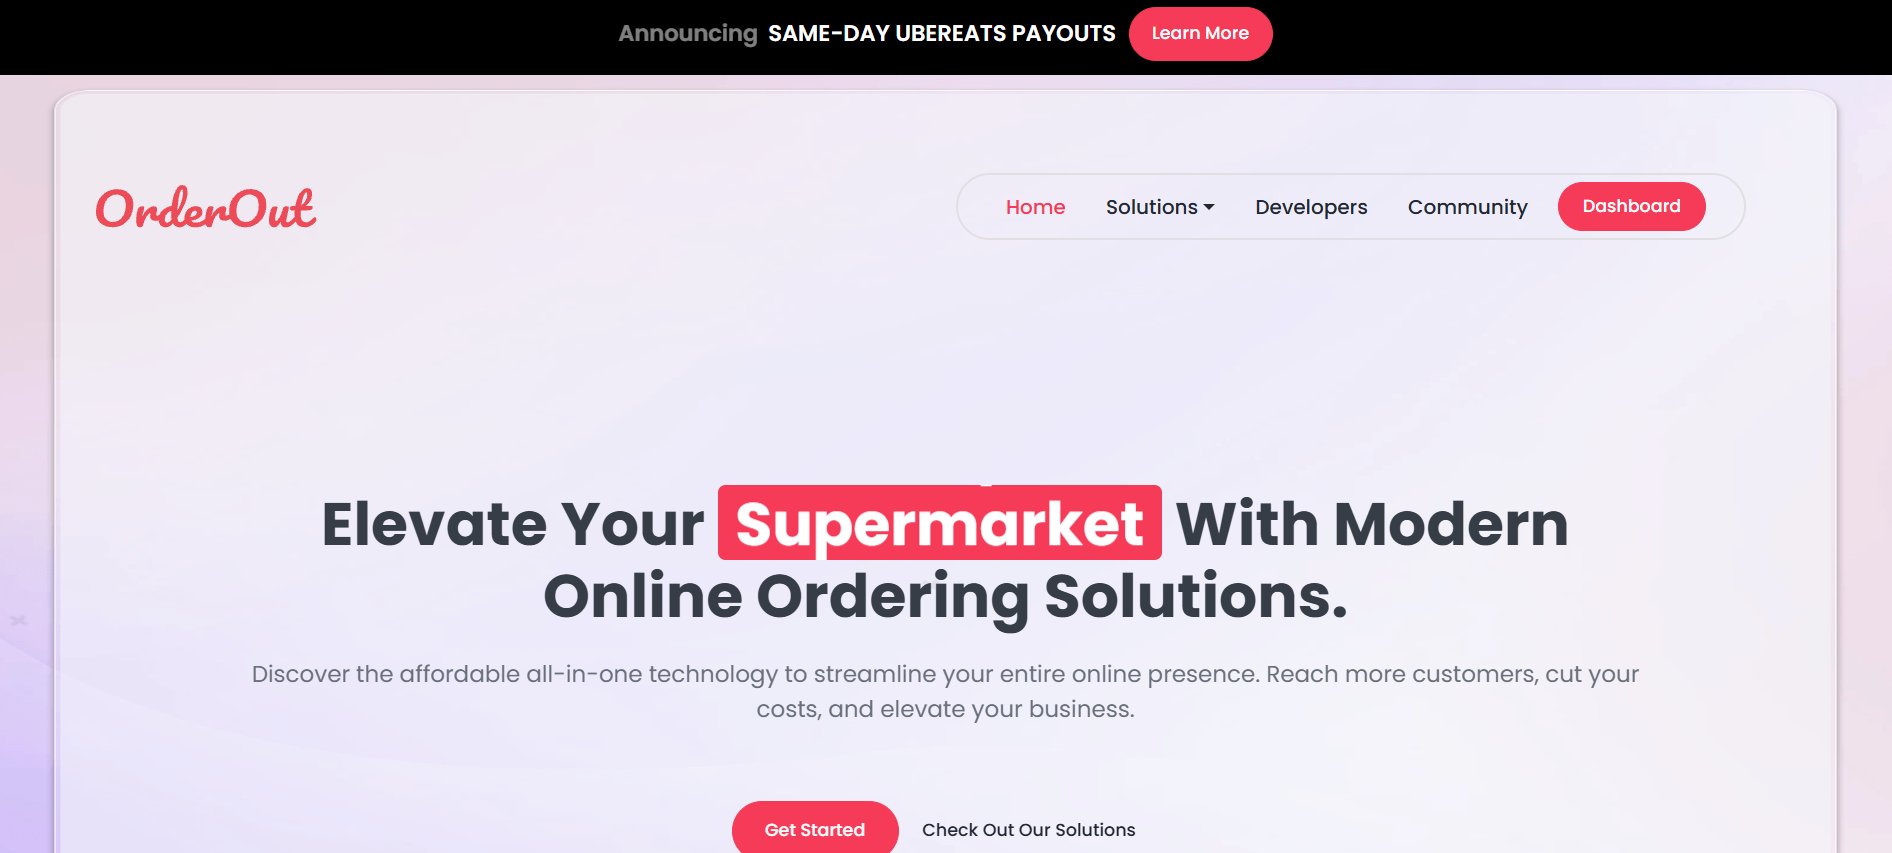 Announcing SAME-DAY UBEREATS PAYOUTS Learn More
OrderOut
Home Solutions Developers Community Dashboard
Elevate Your Supermarket With Modern
Online Ordering Solutions.
Discover the affordable all-in-one technology to streamline your entire online presence. Reach more customers, cut your
costs, and elevate your business.
Get Started Check Out Our Solutions